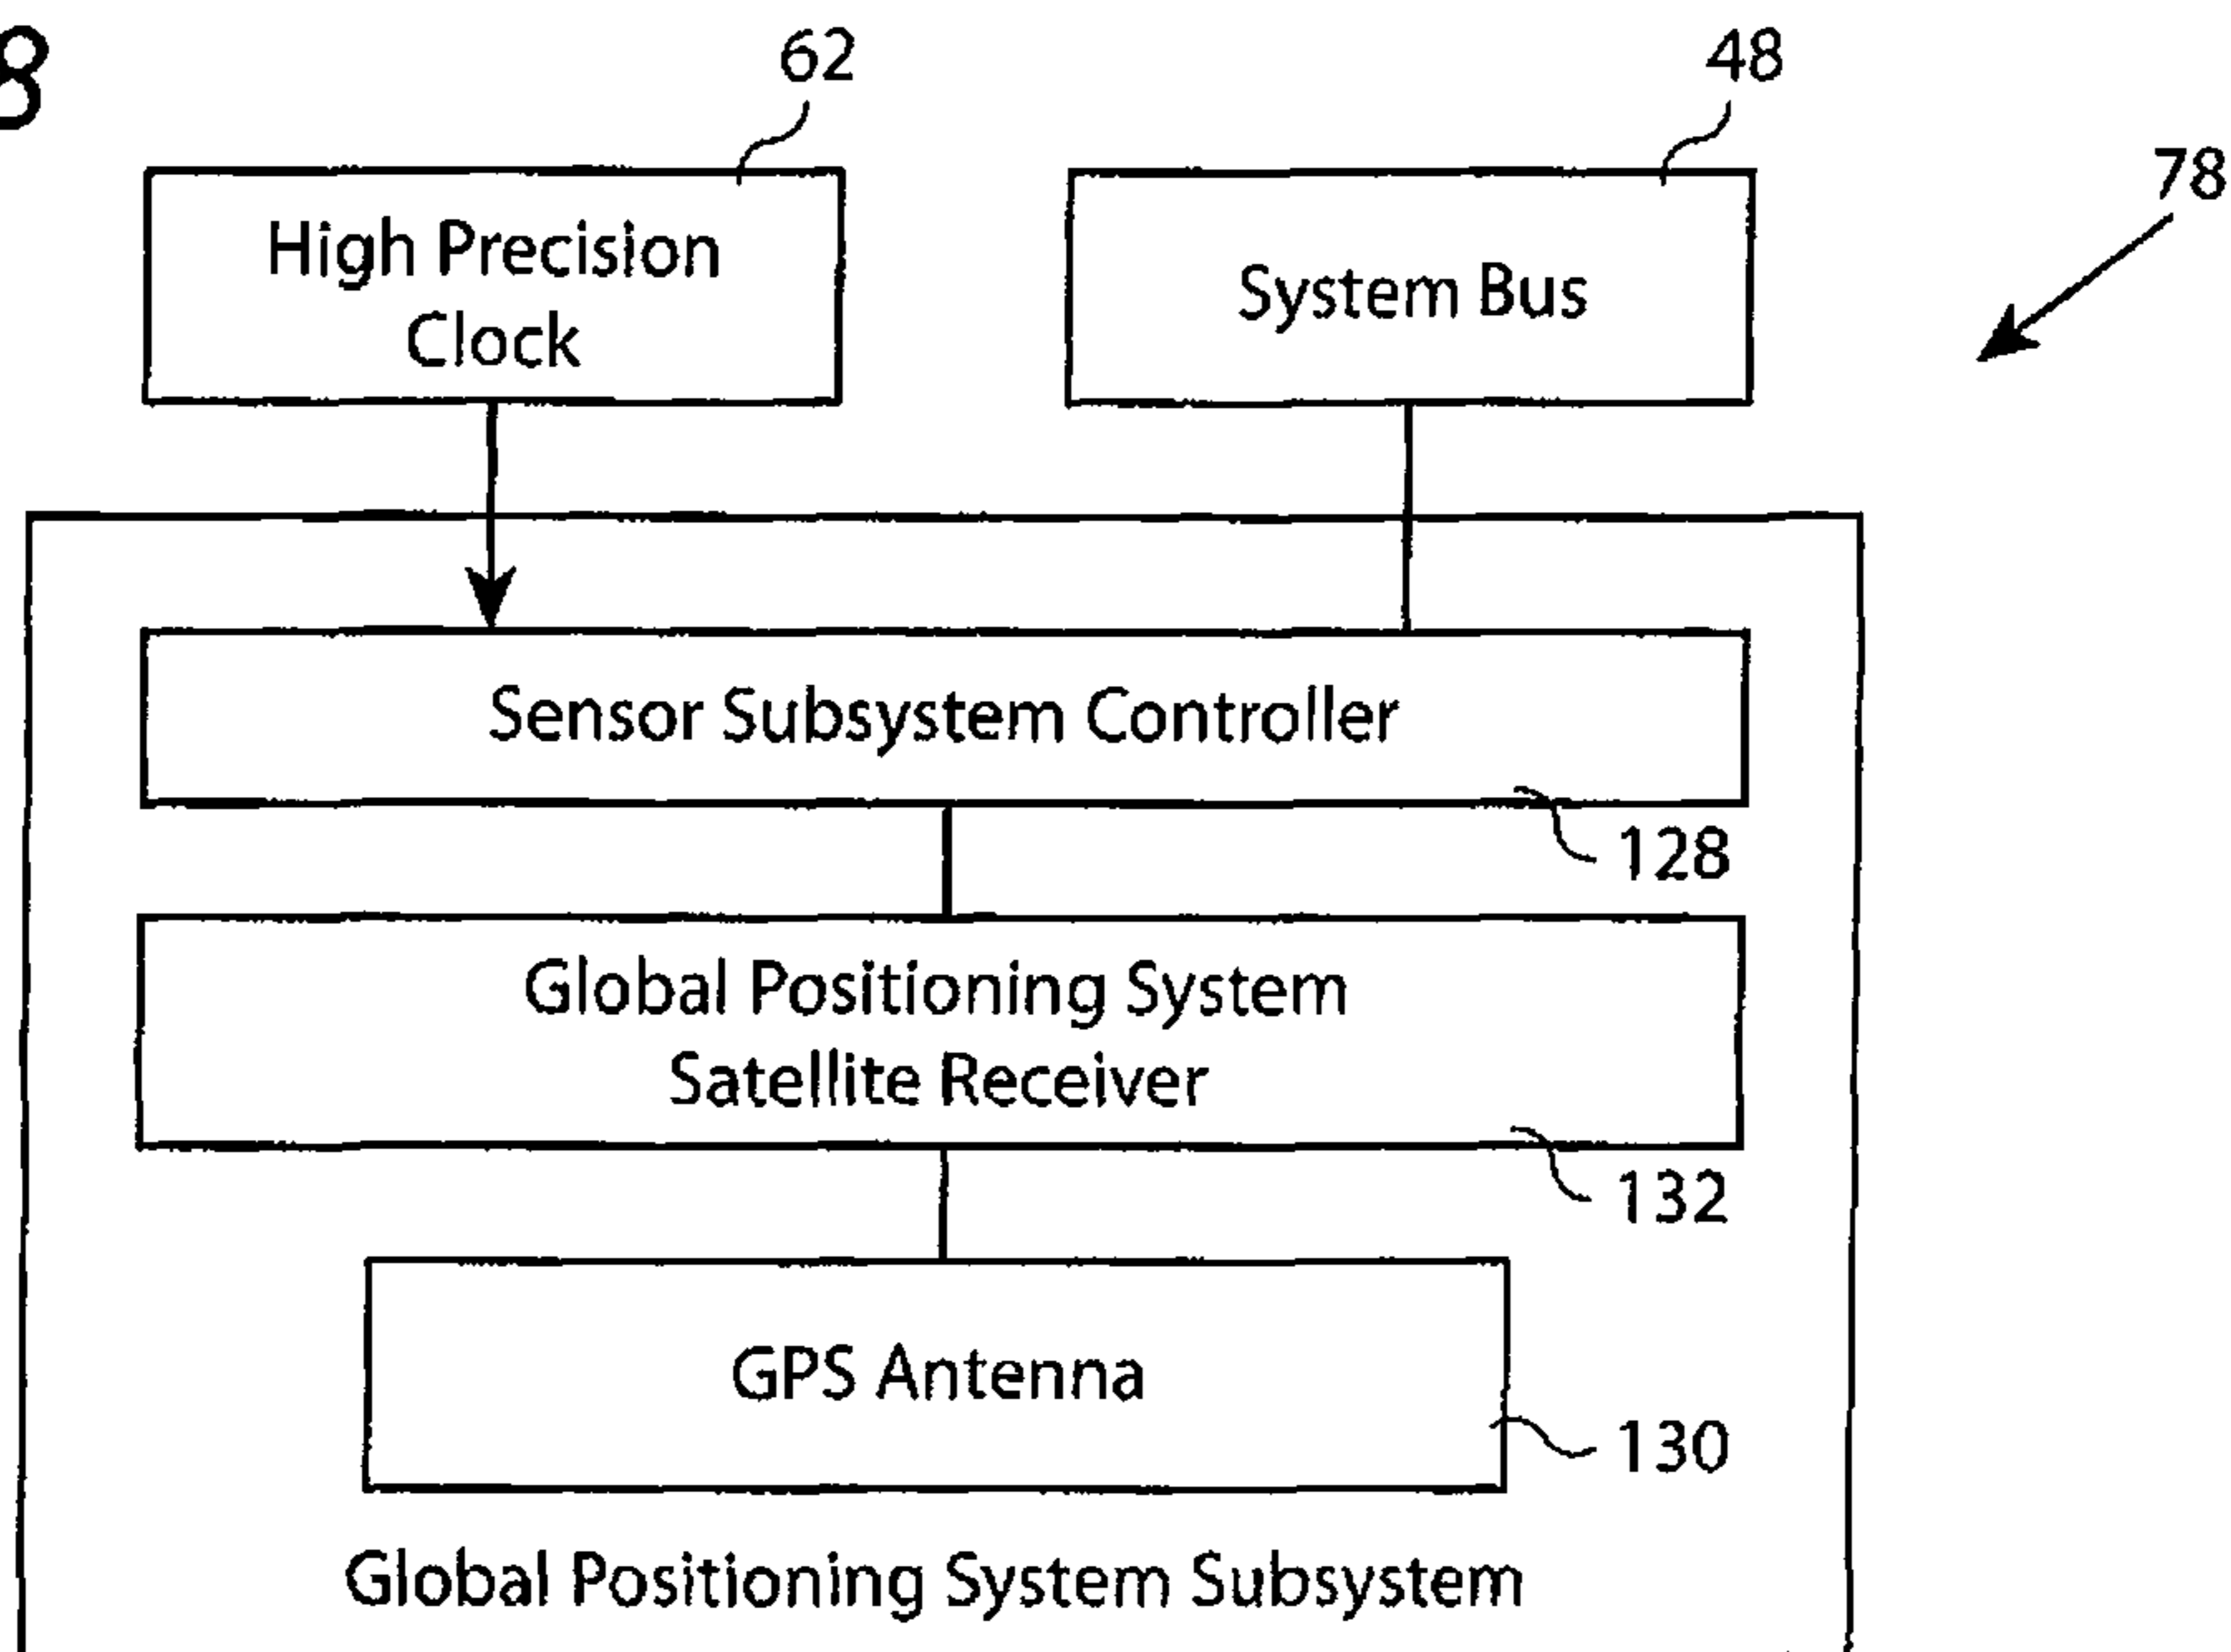 8
62
48
78
High Precision
Clock
System Bus
Sensor Subsystem Controller
128
Global Positioning System
Satellite Receiver
132
GPS Antenna
130
Global Positioning System Subsystem